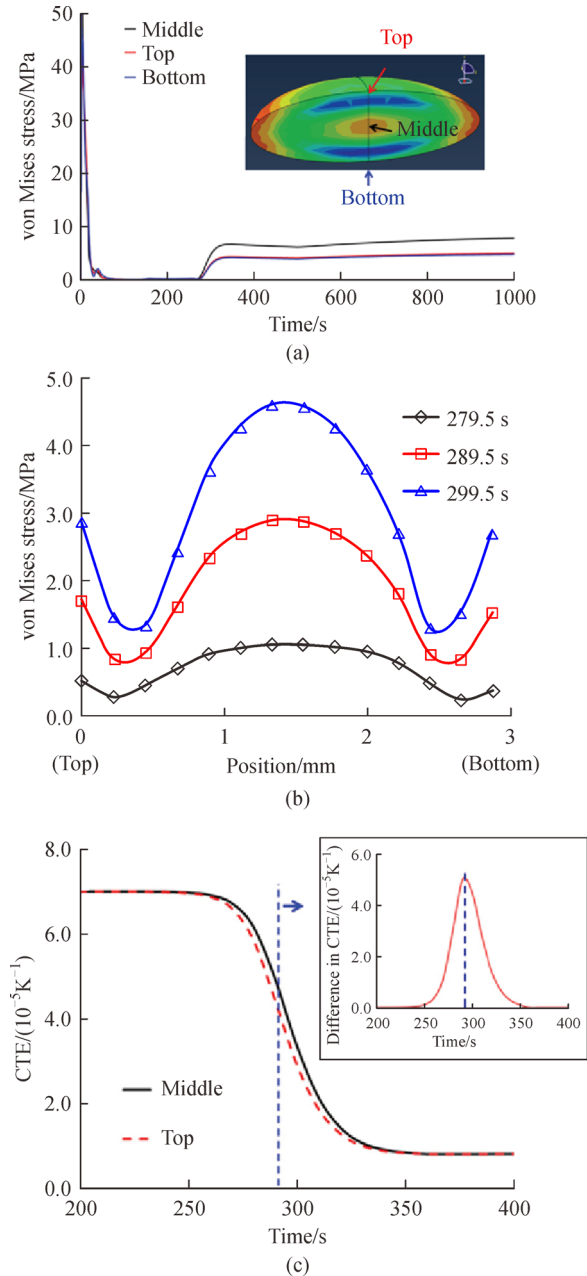 Middle
Top
Bottom
von Mises stress/MPa
50
40
30
20
10
0
Top
Middle
Bottom
0
200
400
600
800
1000
Time/s
(a)
von Mises stress/MPa
5.0
4.0
3.0
2.0
1.0
0.0
279.5 s
289.5 s
299.5 s
0
1
2
3
(Top)
Position/mm
(Bottom)
(b)
CTE/(10⁻⁵K⁻¹)
8.0
6.0
4.0
2.0
0.0
Middle
Top
Difference in CTE/(10⁻⁵K⁻¹)
6.0
4.0
2.0
0.0
200
250
300
350
400
Time/s
200
250
300
350
400
Time/s
(c)